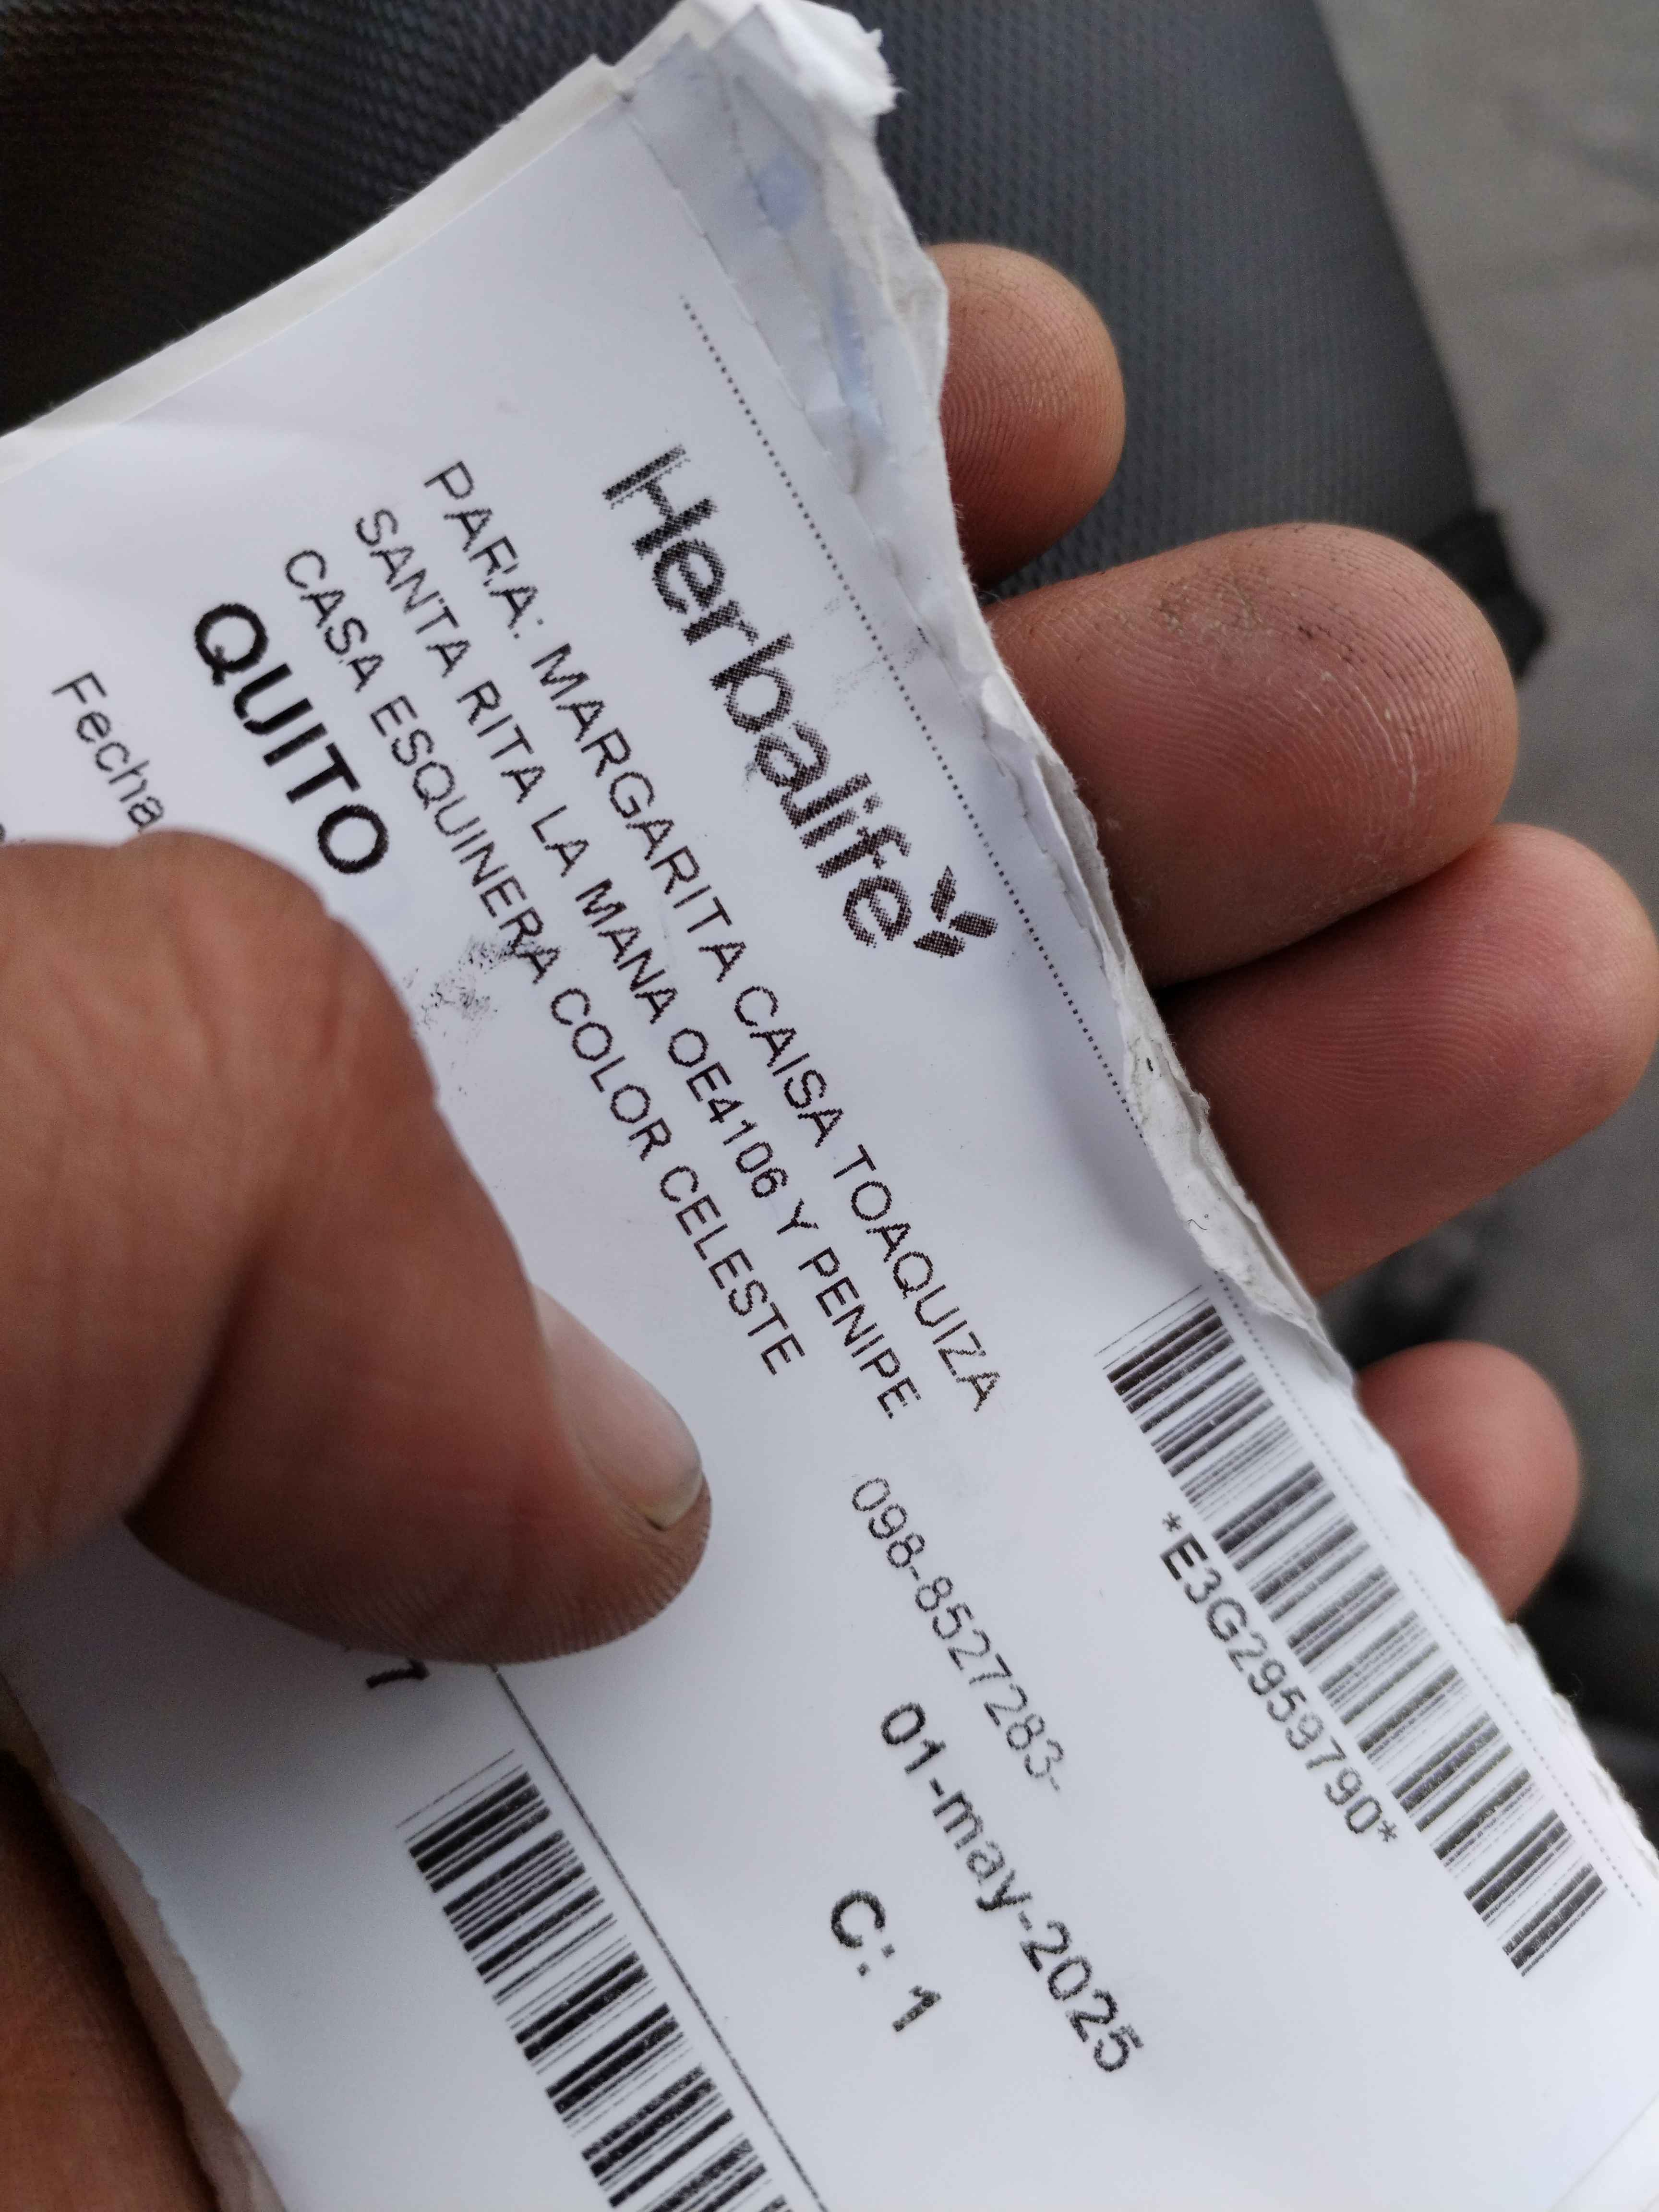 Herbalife
*E3G2959790*
PARA: MARGARITA CAISA TOAQUIZA
SANTA RITA LA MANA OE4106 Y PENIPE 098-8527283-
CASA ESQUINERA COLOR CELESTE 01-may-2025
QUITO C: 1
Fecha